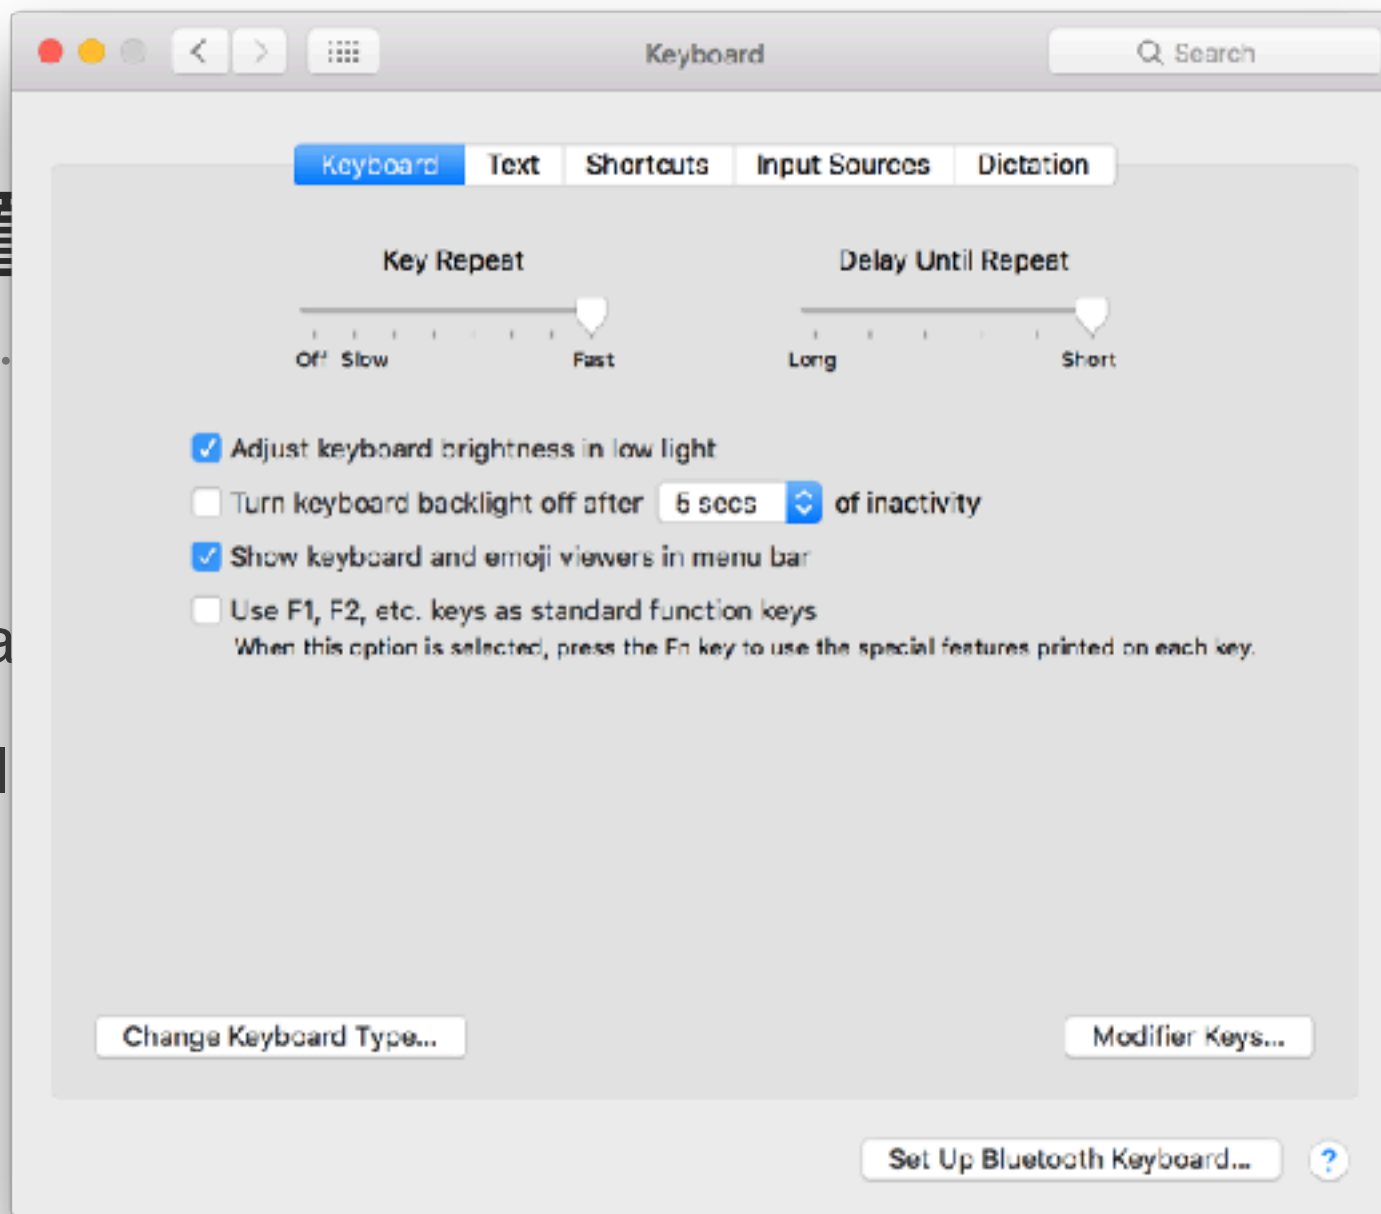 Keyboard
Search
Keyboard Text Shortcuts Input Sources Dictation
Key Repeat Delay Until Repeat
Off Slow Fast Long Short
Adjust keyboard brightness in low light
Turn keyboard backlight off after 5 secs of inactivity
Show keyboard and emoji viewers in menu bar
Use F1, F2, etc. keys as standard function keys
When this option is selected, press the Fn key to use the special features printed on each key.
Change Keyboard Type... Modifier Keys...
Set Up Bluetooth Keyboard... ?